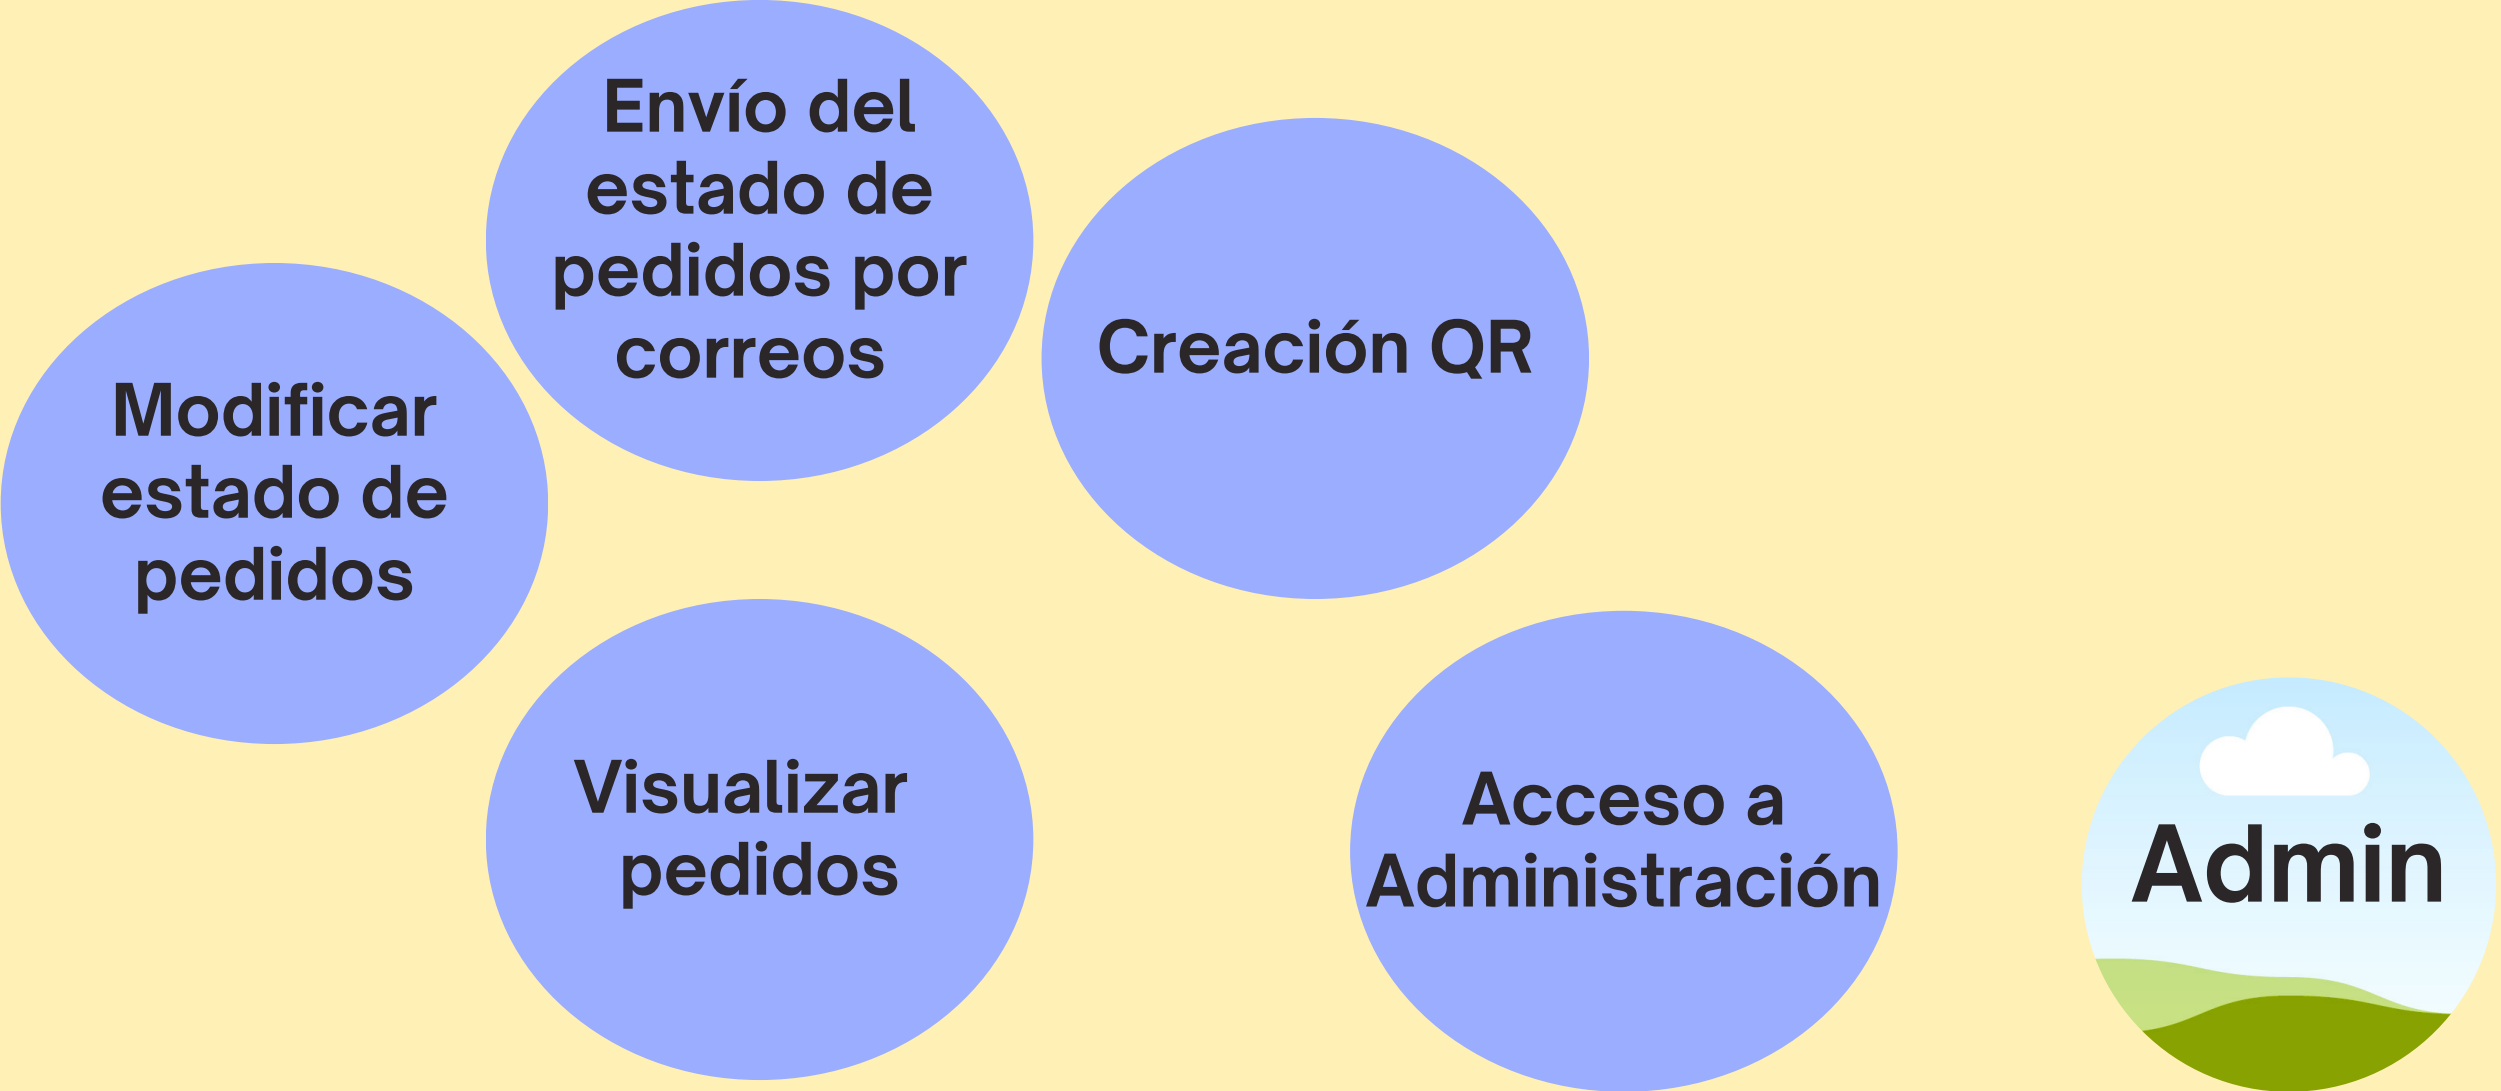 Envío del
estado de
pedidos por
correos
Creación QR
Modificar
estado de
pedidos
Visualizar
pedidos
Acceso a
Administración
Admin